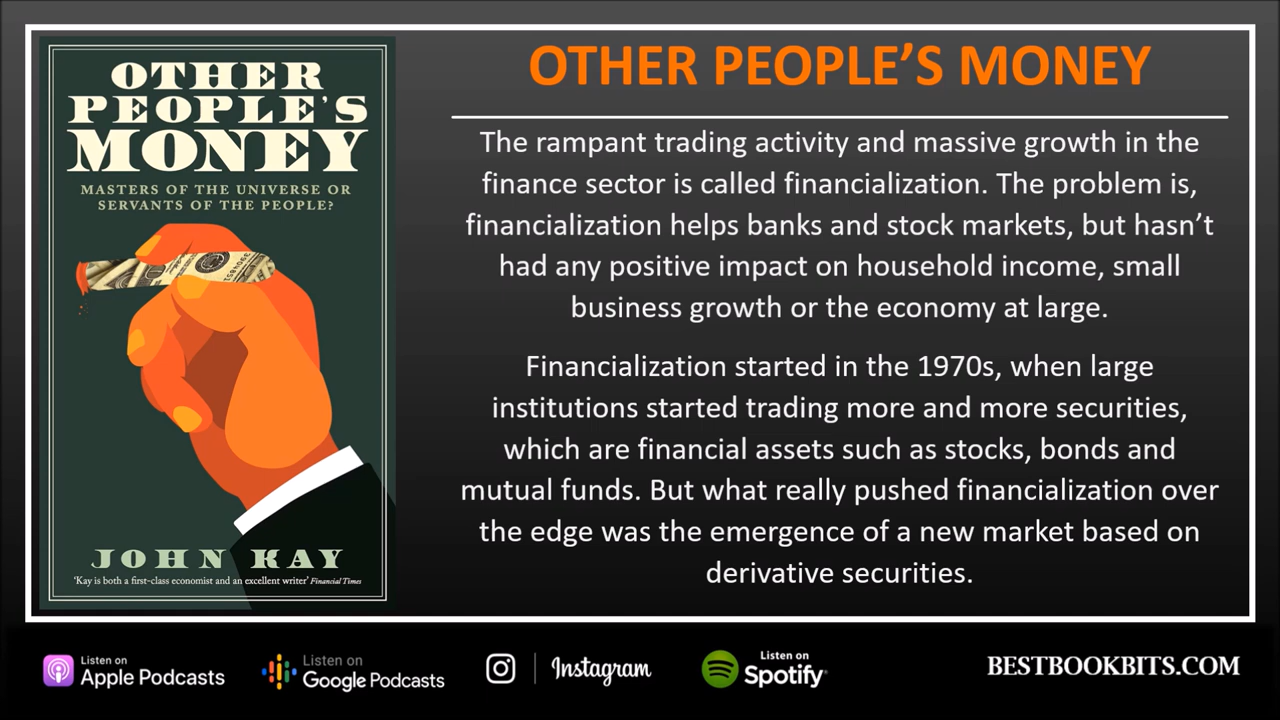 OTHER
PEOPLE'S
MONEY
MASTERS OF THE UNIVERSE OR
SERVANTS OF THE PEOPLE?
JOHN KAY
'Kay is both a first-class economist and an excellent writer' Financial Times
OTHER PEOPLE'S MONEY
The rampant trading activity and massive growth in the
finance sector is called financialization. The problem is,
financialization helps banks and stock markets, but hasn't
had any positive impact on household income, small
business growth or the economy at large.
Financialization started in the 1970s, when large
institutions started trading more and more securities,
which are financial assets such as stocks, bonds and
mutual funds. But what really pushed financialization over
the edge was the emergence of a new market based on
derivative securities.
Listen on
Apple Podcasts
Listen on
Google Podcasts
Instagram
Listen on
Spotify
BESTBOOKBITS.COM